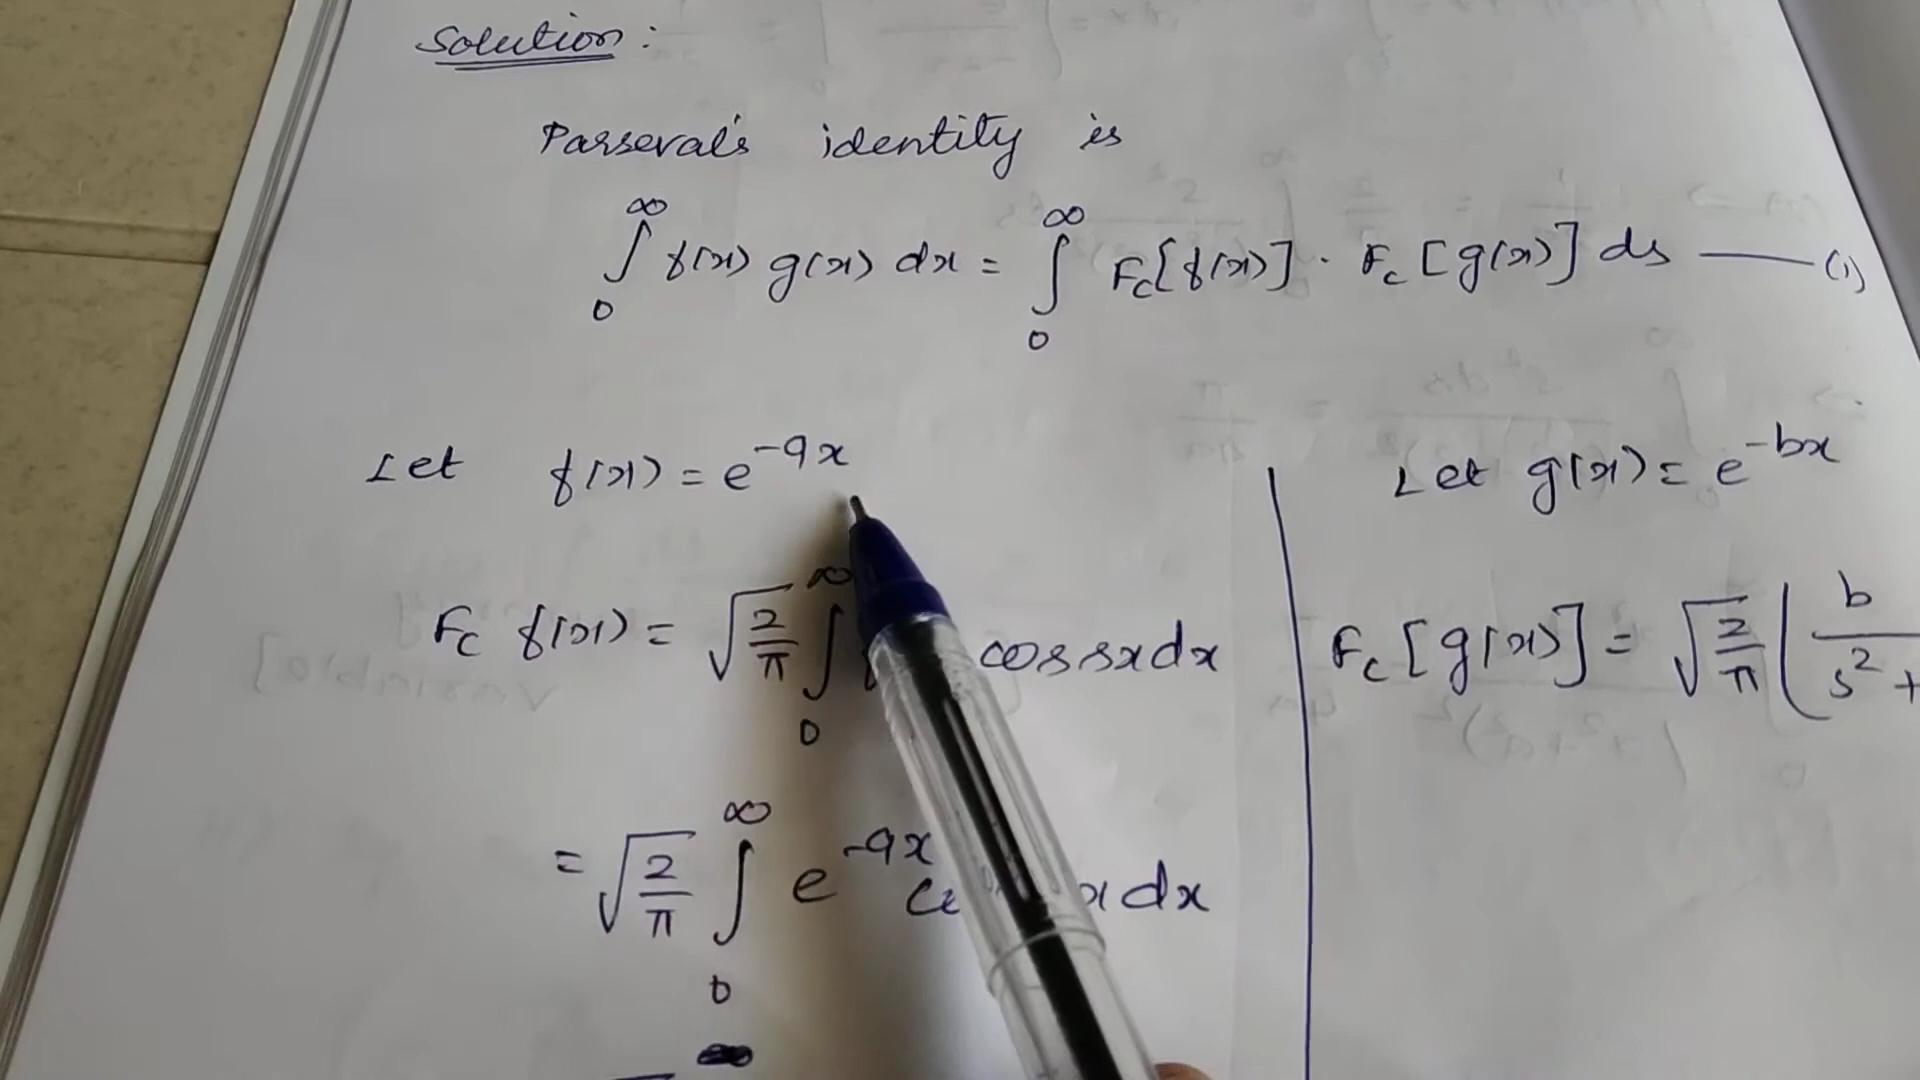 Solution:
Parseval's identity is
∞ ∫ 0 f(x) g(x) dx = ∞ ∫ 0 Fc[f(x)] · Fc [g(x)] ds —— (1)
Let f(x) = e^-ax
Fc f(x) = √2/π ∞ ∫ 0 cos sx dx
= √2/π ∞ ∫ 0 e^-ax x dx
Let g(x) = e^-bx
Fc [g(x)] = √2/π ( b / s² +